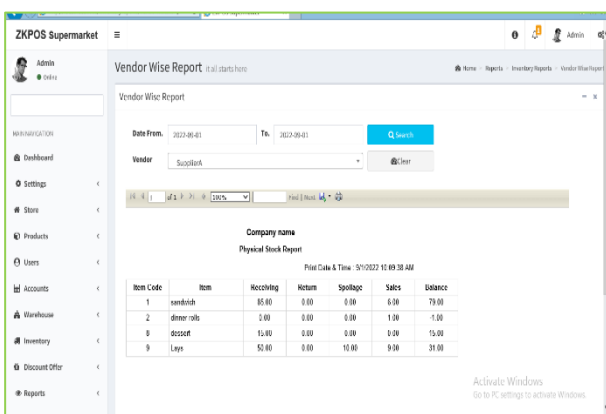 ZKPOS Supermarket
Admin
Admin
Online
Vendor Wise Report it all starts here
Home > Reports > Inventory Reports > Vendor Wise Report
Vendor Wise Report
MAIN NAVIGATION
Dashboard
Settings
Store
Products
Users
Accounts
Warehouse
Inventory
Discount Offer
Reports
Date From. 2022-09-01 To. 2022-09-01 Search
Vendor SupplierA Clear
1 of 1 100% Find | Next
Company name
Physical Stock Report
Print Date & Time : 9/1/2022 10:09:38 AM
Item Code Item Receiving Return Spoilage Sales Balance
1 sandwich 85.00 0.00 0.00 6.00 79.00
2 dinner rolls 0.00 0.00 0.00 1.00 -1.00
8 dessert 15.00 0.00 0.00 0.00 15.00
9 Lays 50.00 0.00 10.00 9.00 31.00
Activate Windows
Go to PC settings to activate Windows.